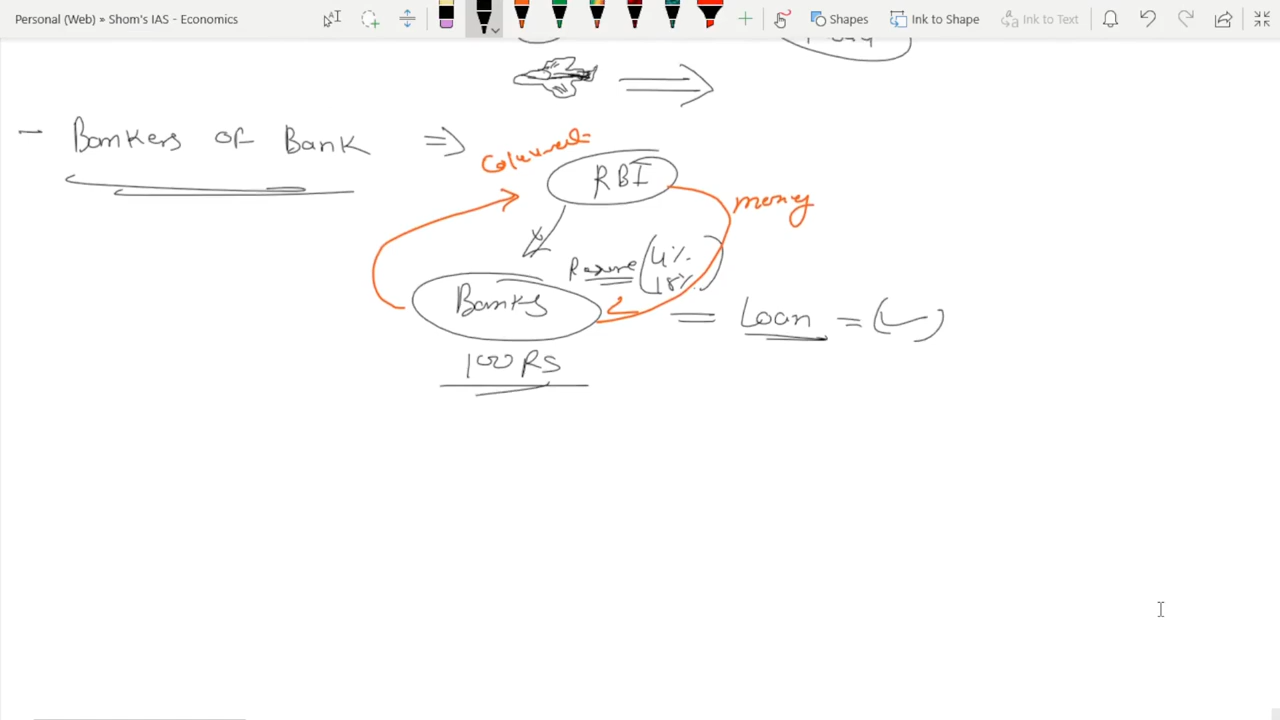 Personal (Web) » Shom's IAS - Economics
Shapes
Ink to Shape
Ink to Text
- Bankers of Bank ⇒
RBI
money
Reserve (4%
18%)
Banks
= Loan = (✓)
100 RS